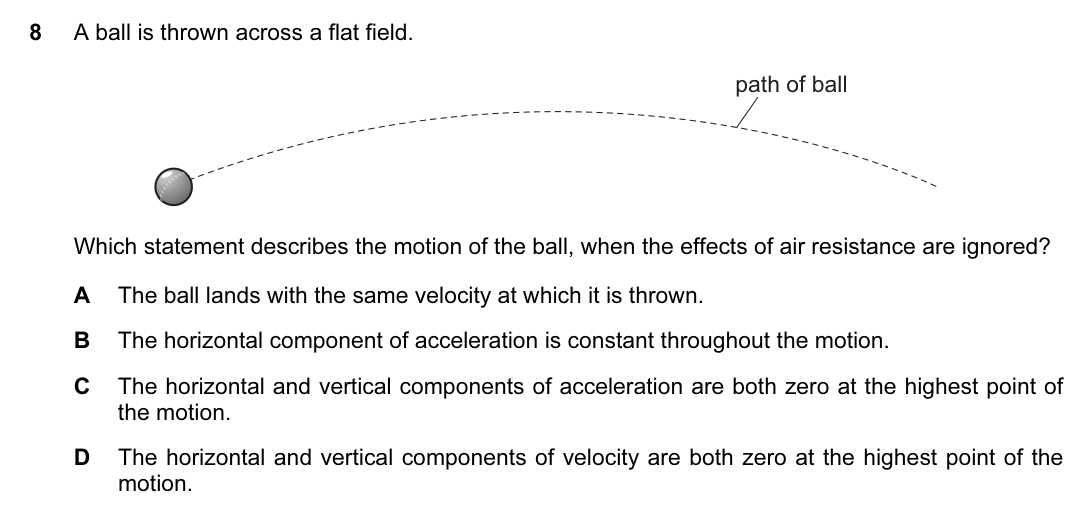 8 A ball is thrown across a flat field.
path of ball
Which statement describes the motion of the ball, when the effects of air resistance are ignored?
A The ball lands with the same velocity at which it is thrown.
B The horizontal component of acceleration is constant throughout the motion.
C The horizontal and vertical components of acceleration are both zero at the highest point of
the motion.
D The horizontal and vertical components of velocity are both zero at the highest point of the
motion.